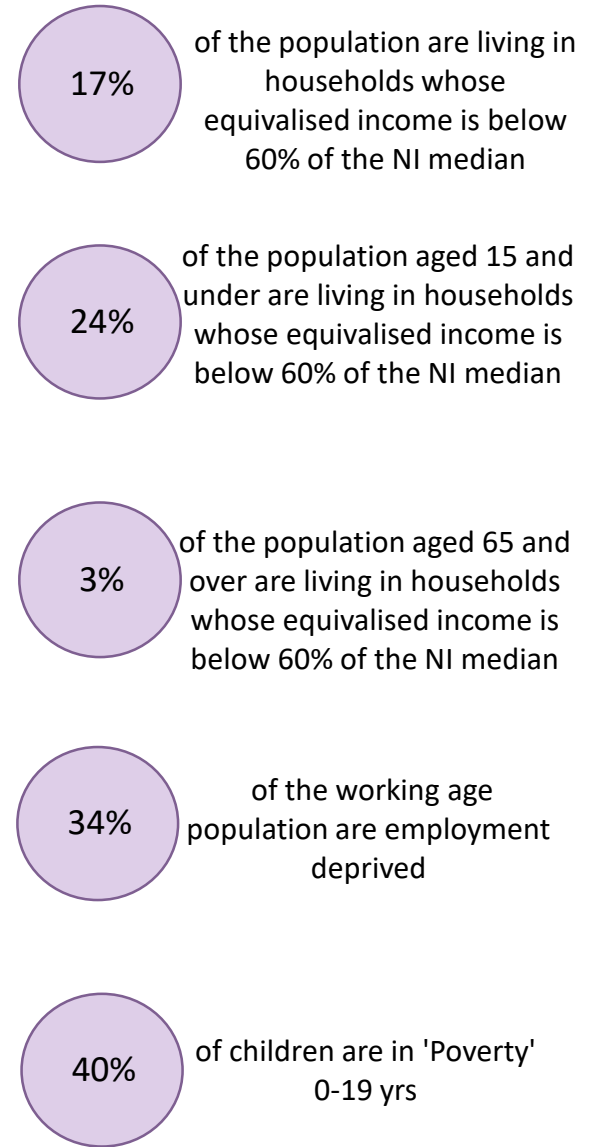 17%
of the population are living in
households whose
equivalised income is below
60% of the NI median
24%
of the population aged 15 and
under are living in households
whose equivalised income is
below 60% of the NI median
3%
of the population aged 65 and
over are living in households
whose equivalised income is
below 60% of the NI median
34%
of the working age
population are employment
deprived
40%
of children are in 'Poverty'
0-19 yrs